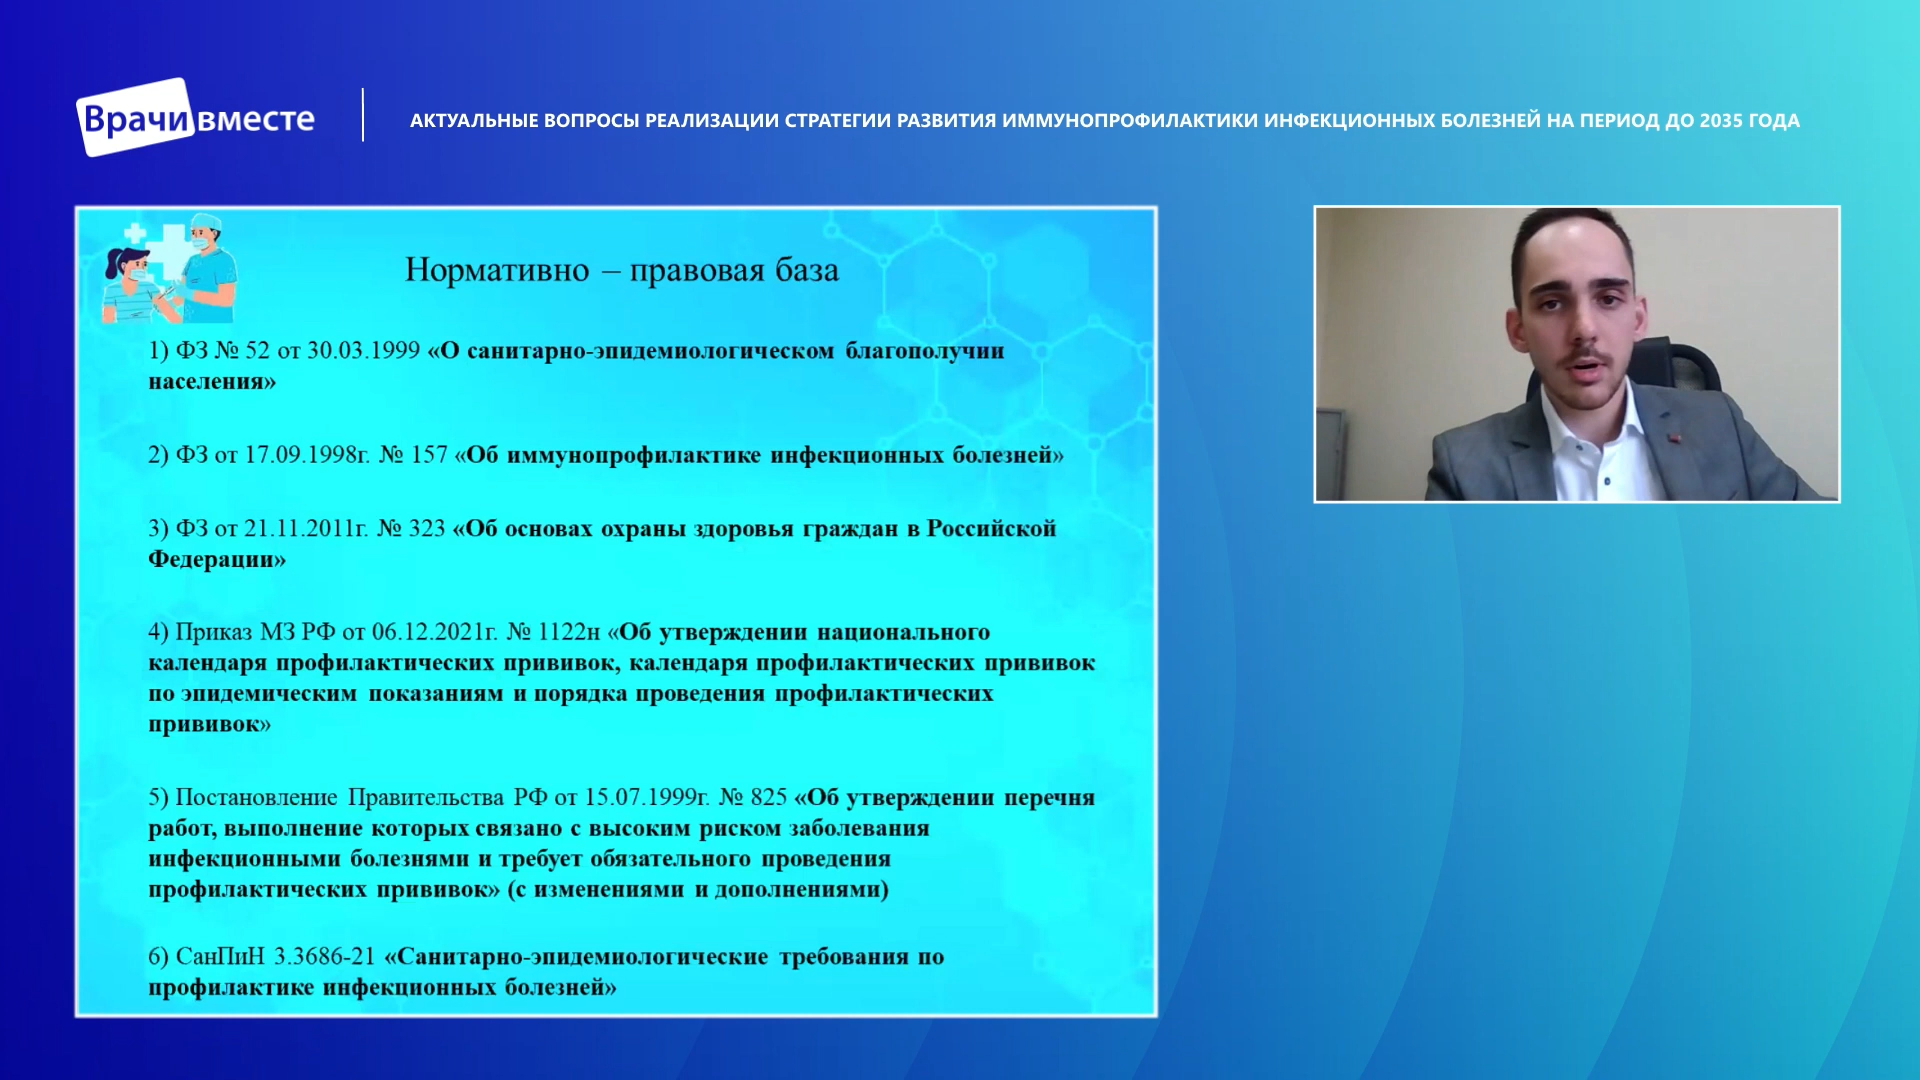 Врачи вместе
АКТУАЛЬНЫЕ ВОПРОСЫ РЕАЛИЗАЦИИ СТРАТЕГИИ РАЗВИТИЯ ИММУНОПРОФИЛАКТИКИ ИНФЕКЦИОННЫХ БОЛЕЗНЕЙ НА ПЕРИОД ДО 2035 ГОДА
Нормативно – правовая база
1) ФЗ № 52 от 30.03.1999 «О санитарно-эпидемиологическом благополучии
населения»
2) ФЗ от 17.09.1998г. № 157 «Об иммунопрофилактике инфекционных болезней»
3) ФЗ от 21.11.2011г. № 323 «Об основах охраны здоровья граждан в Российской
Федерации»
4) Приказ МЗ РФ от 06.12.2021г. № 1122н «Об утверждении национального
календаря профилактических прививок, календаря профилактических прививок
по эпидемическим показаниям и порядка проведения профилактических
прививок»
5) Постановление Правительства РФ от 15.07.1999г. № 825 «Об утверждении перечня
работ, выполнение которых связано с высоким риском заболевания
инфекционными болезнями и требует обязательного проведения
профилактических прививок» (с изменениями и дополнениями)
6) СанПиН 3.3686-21 «Санитарно-эпидемиологические требования по
профилактике инфекционных болезней»